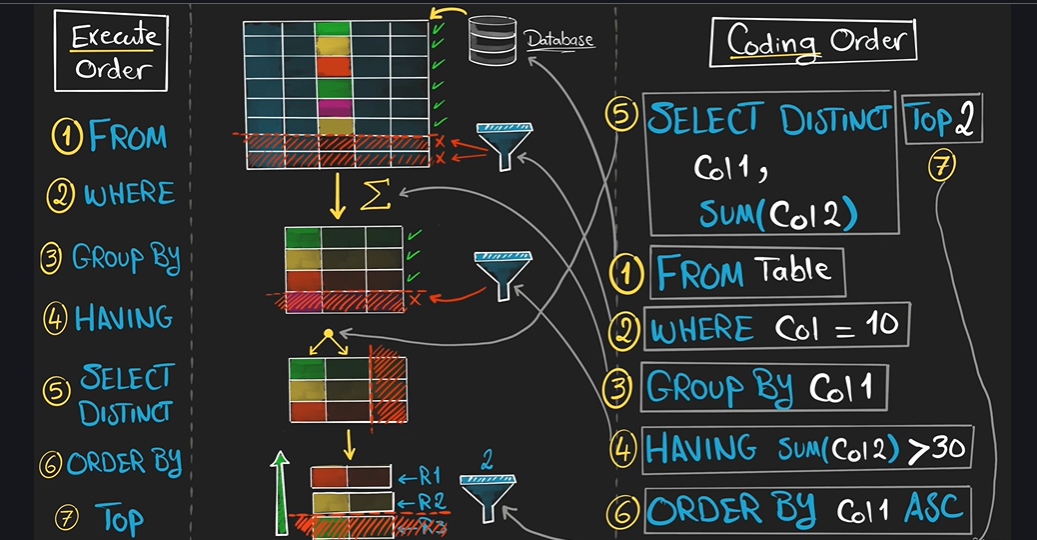 Execute
Order
① FROM
② WHERE
③ GROUP BY
④ HAVING
⑤ SELECT
DISTINCT
⑥ ORDER BY
⑦ TOP
Database
Σ
x
x
x
←R1
←R2
←R3
2
Coding Order
⑤ SELECT DISTINCT TOP 2
⑦
Col1,
SUM(Col2)
① FROM Table
② WHERE Col = 10
③ GROUP BY Col1
④ HAVING SUM(Col2) >30
⑥ ORDER BY Col1 ASC